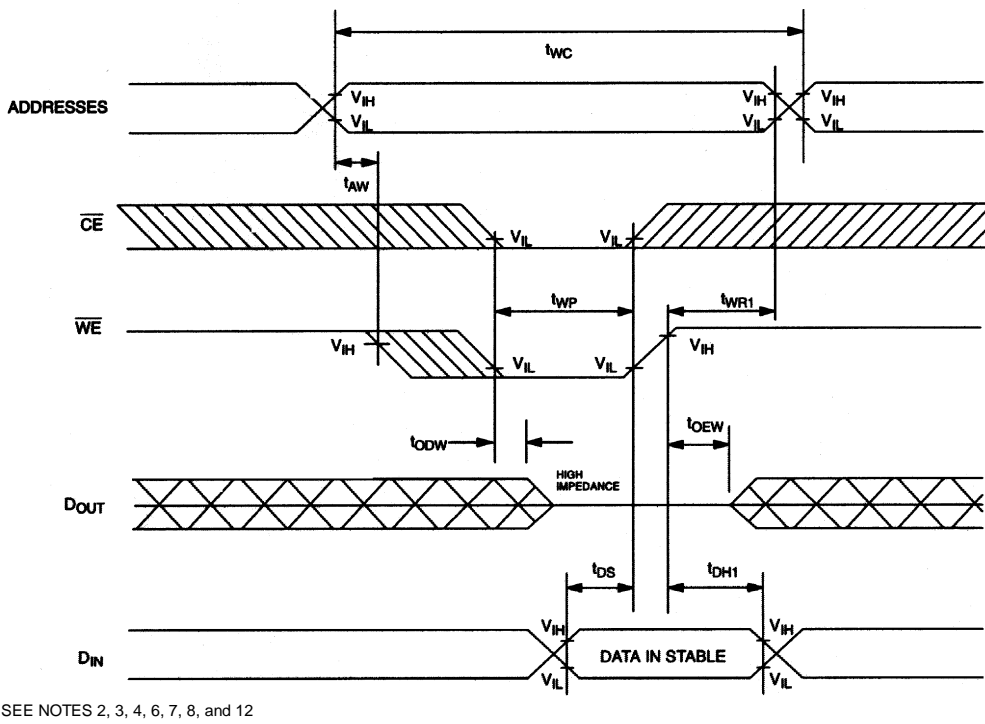 tWC
ADDRESSES
VIH VIH VIH
VIL VIL VIL
tAW
CE
VIL VIL
tWP tWR1
WE
VIH VIH
VIL VIL
tODW tOEW
HIGH
IMPEDANCE
DOUT
tDS tDH1
VIH VIH
DIN DATA IN STABLE
VIL VIL
SEE NOTES 2, 3, 4, 6, 7, 8, and 12